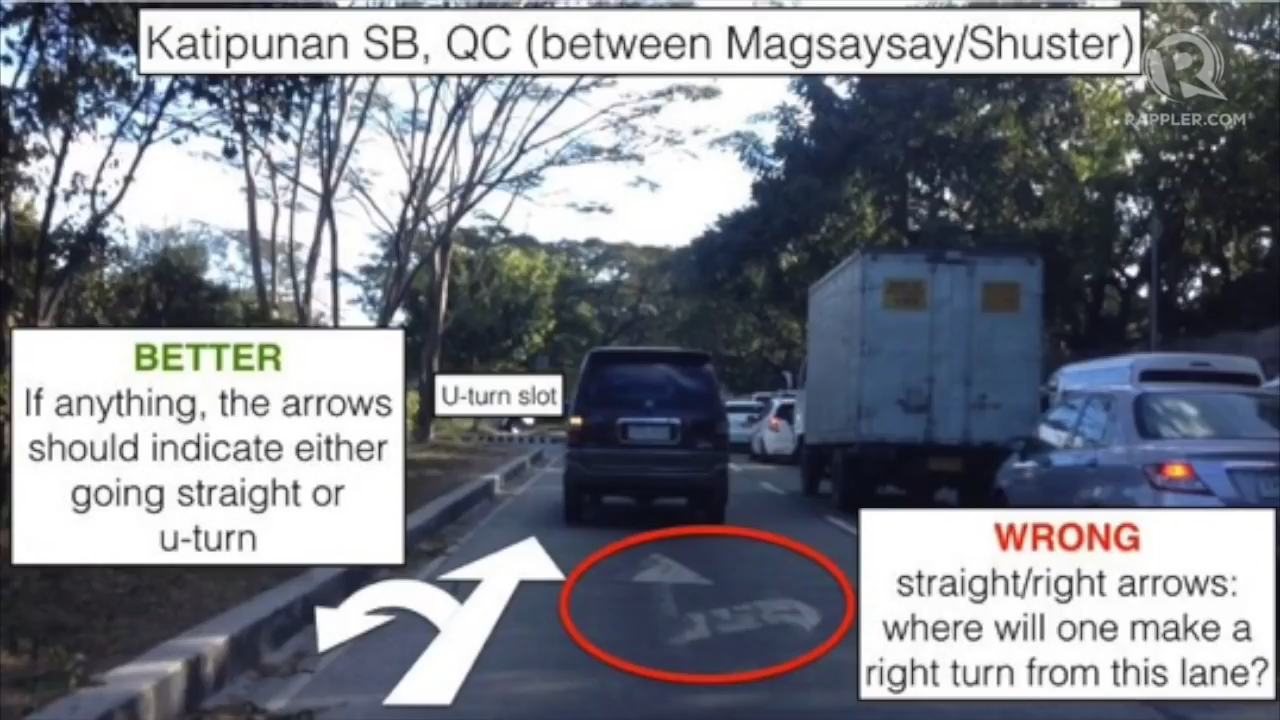 Katipunan SB, QC (between Magsaysay/Shuster)
RAPPLER.COM
BETTER
If anything, the arrows
should indicate either
going straight or
u-turn
U-turn slot
WRONG
straight/right arrows:
where will one make a
right turn from this lane?